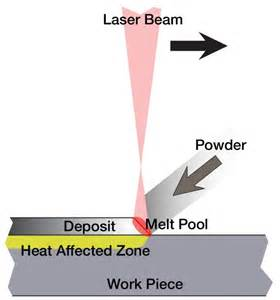 Laser Beam
Powder
Deposit
Melt Pool
Heat Affected Zone
Work Piece